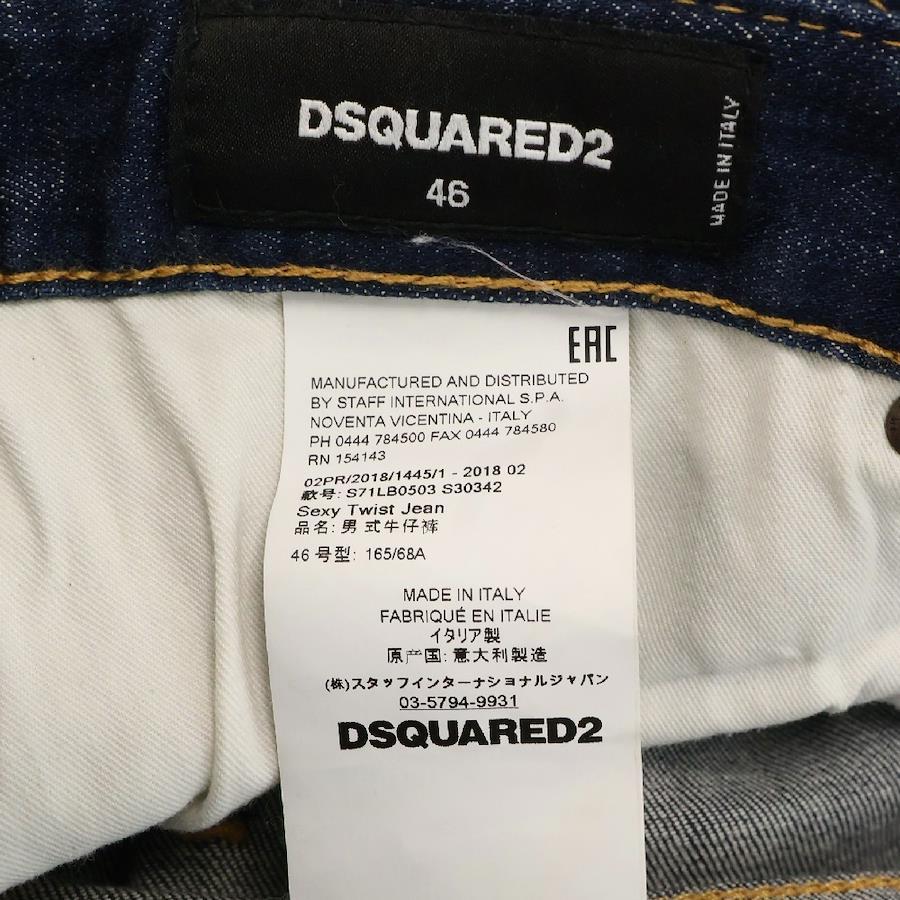 DSQUARED2
46
MADE IN ITALY
EAC
MANUFACTURED AND DISTRIBUTED
BY STAFF INTERNATIONAL S.P.A.
NOVENTA VICENTINA - ITALY
PH 0444 784500 FAX 0444 784580
RN 154143
02PR/2018/1445/1 - 2018 02
款号: S71LB0503 S30342
Sexy Twist Jean
品名: 男式牛仔裤
46 号型: 165/68A
MADE IN ITALY
FABRIQUÉ EN ITALIE
イタリア製
原产国: 意大利製造
(株)スタッフインターナショナルジャパン
03-5794-9931
DSQUARED2